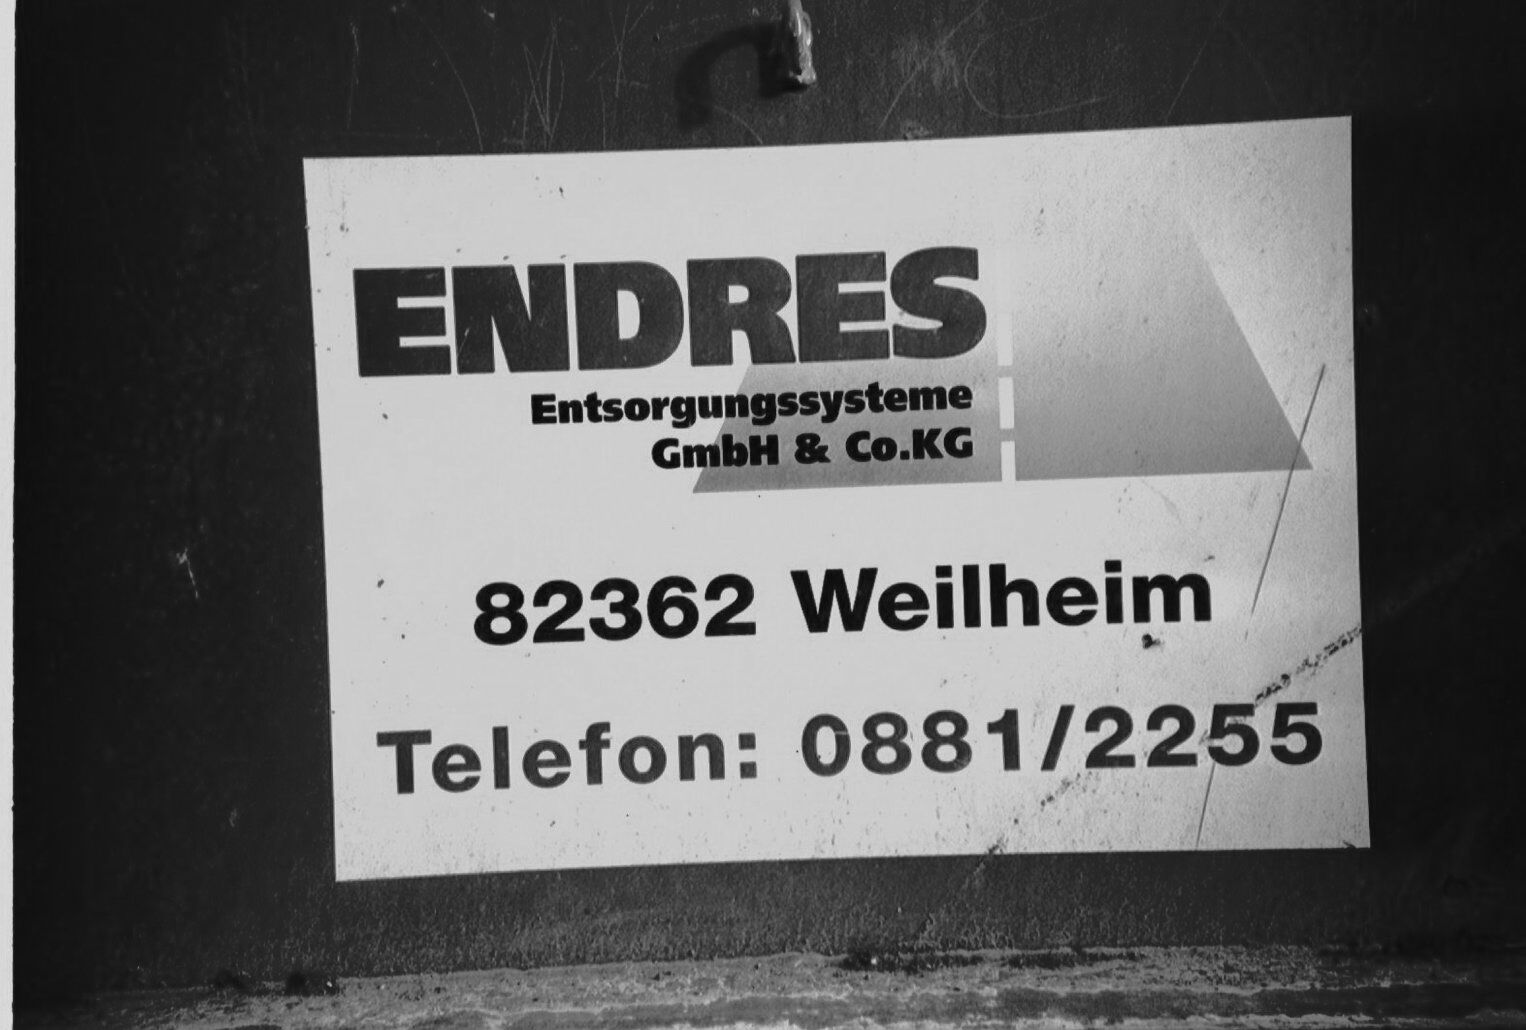 ENDRES
Entsorgungssysteme
GmbH & Co.KG
82362 Weilheim
Telefon: 0881/2255